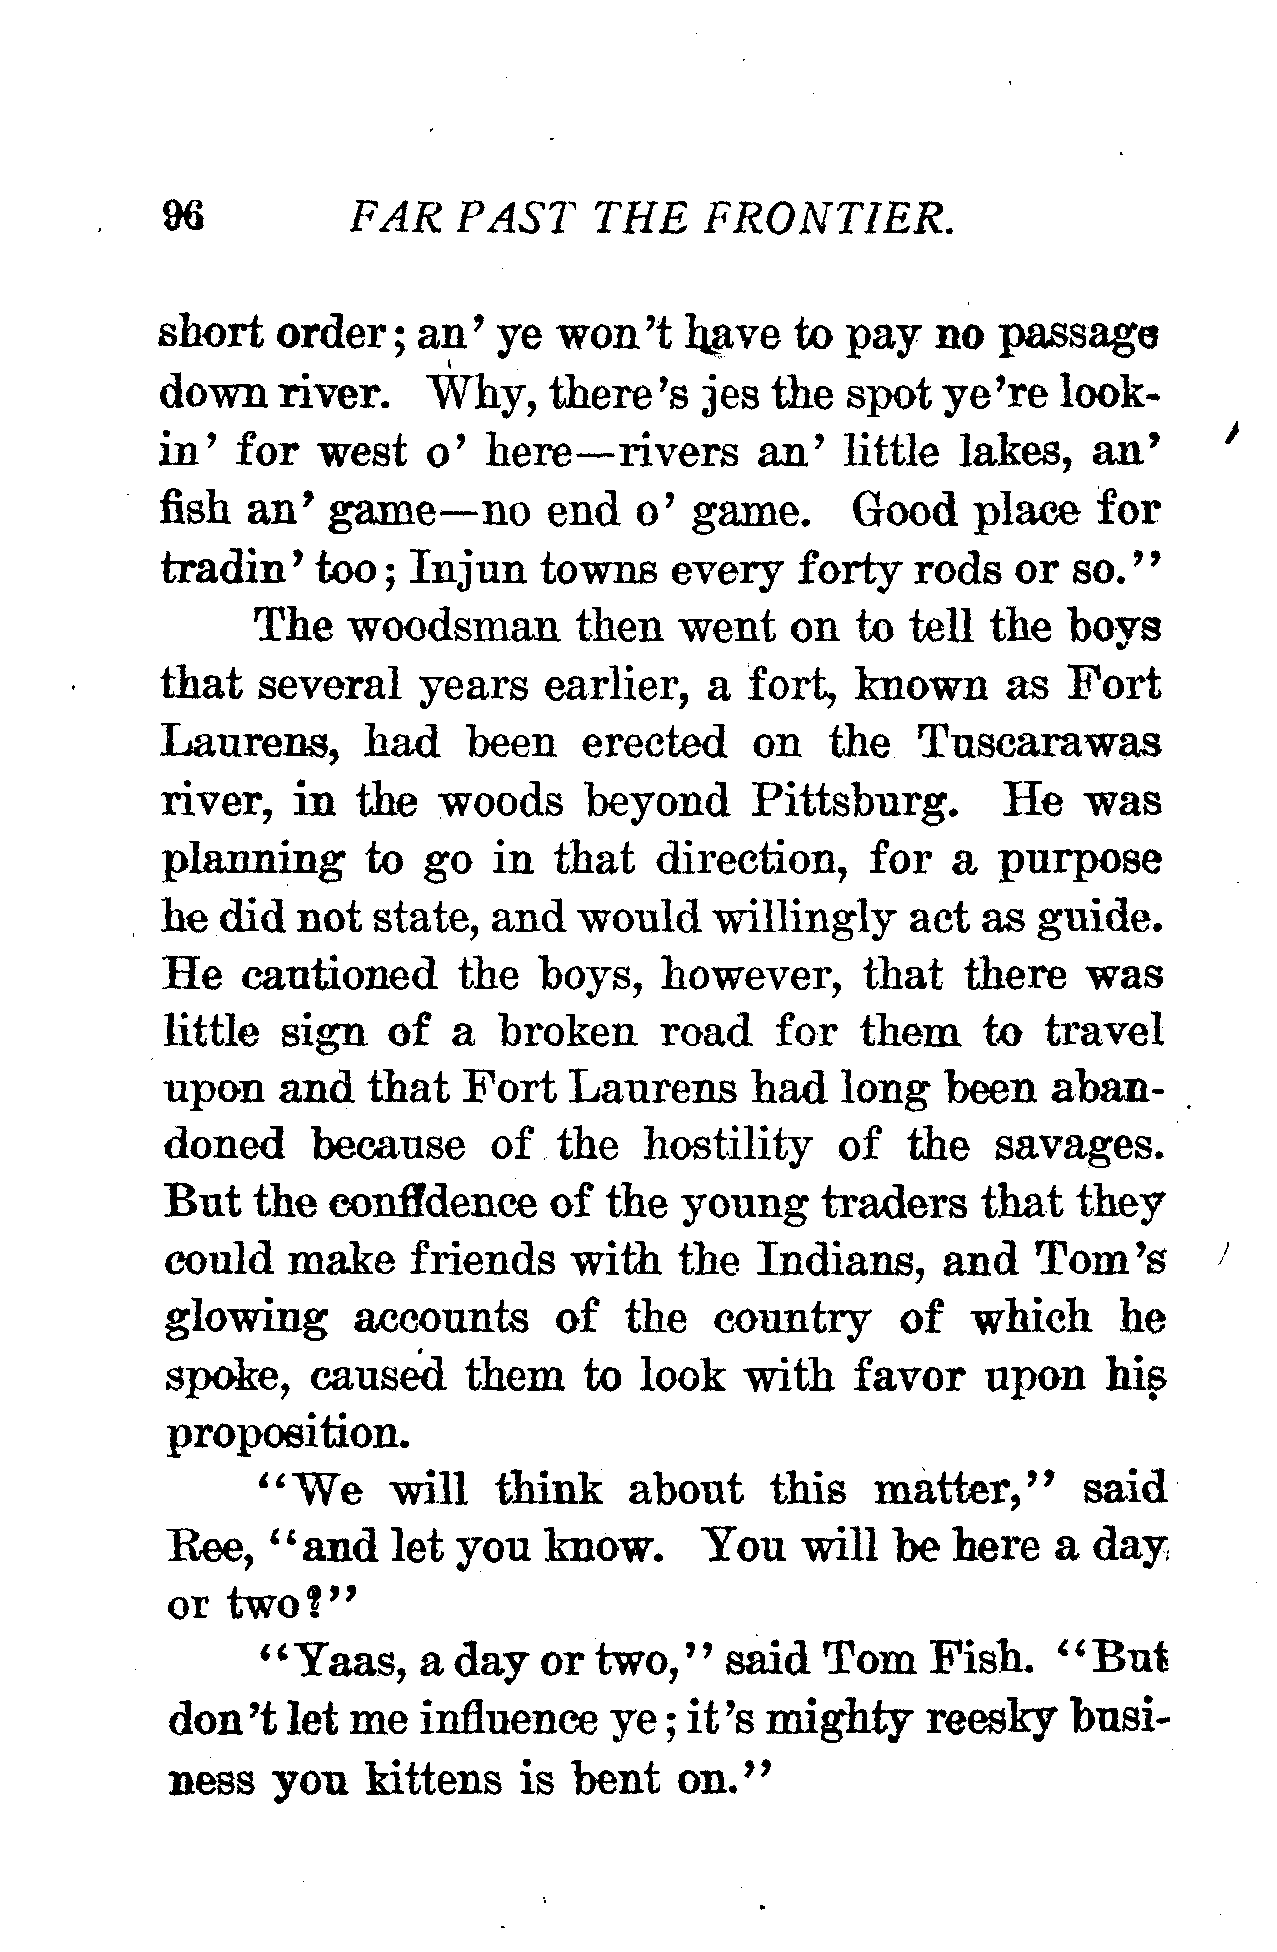 96 FAR PAST THE FRONTIER.
short order; an' ye won't have to pay no passage
down river. Why, there's jes the spot ye're look-
in' for west o' here—rivers an' little lakes, an'
fish an' game—no end o' game. Good place for
tradin' too; Injun towns every forty rods or so."
The woodsman then went on to tell the boys
that several years earlier, a fort, known as Fort
Laurens, had been erected on the Tuscarawas
river, in the woods beyond Pittsburg. He was
planning to go in that direction, for a purpose
he did not state, and would willingly act as guide.
He cautioned the boys, however, that there was
little sign of a broken road for them to travel
upon and that Fort Laurens had long been aban-
doned because of the hostility of the savages.
But the confidence of the young traders that they
could make friends with the Indians, and Tom's
glowing accounts of the country of which he
spoke, caused them to look with favor upon his
proposition.
"We will think about this matter," said
Ree, "and let you know. You will be here a day
or two?"
"Yaas, a day or two," said Tom Fish. "But
don't let me influence ye; it's mighty reesky busi-
ness you kittens is bent on."